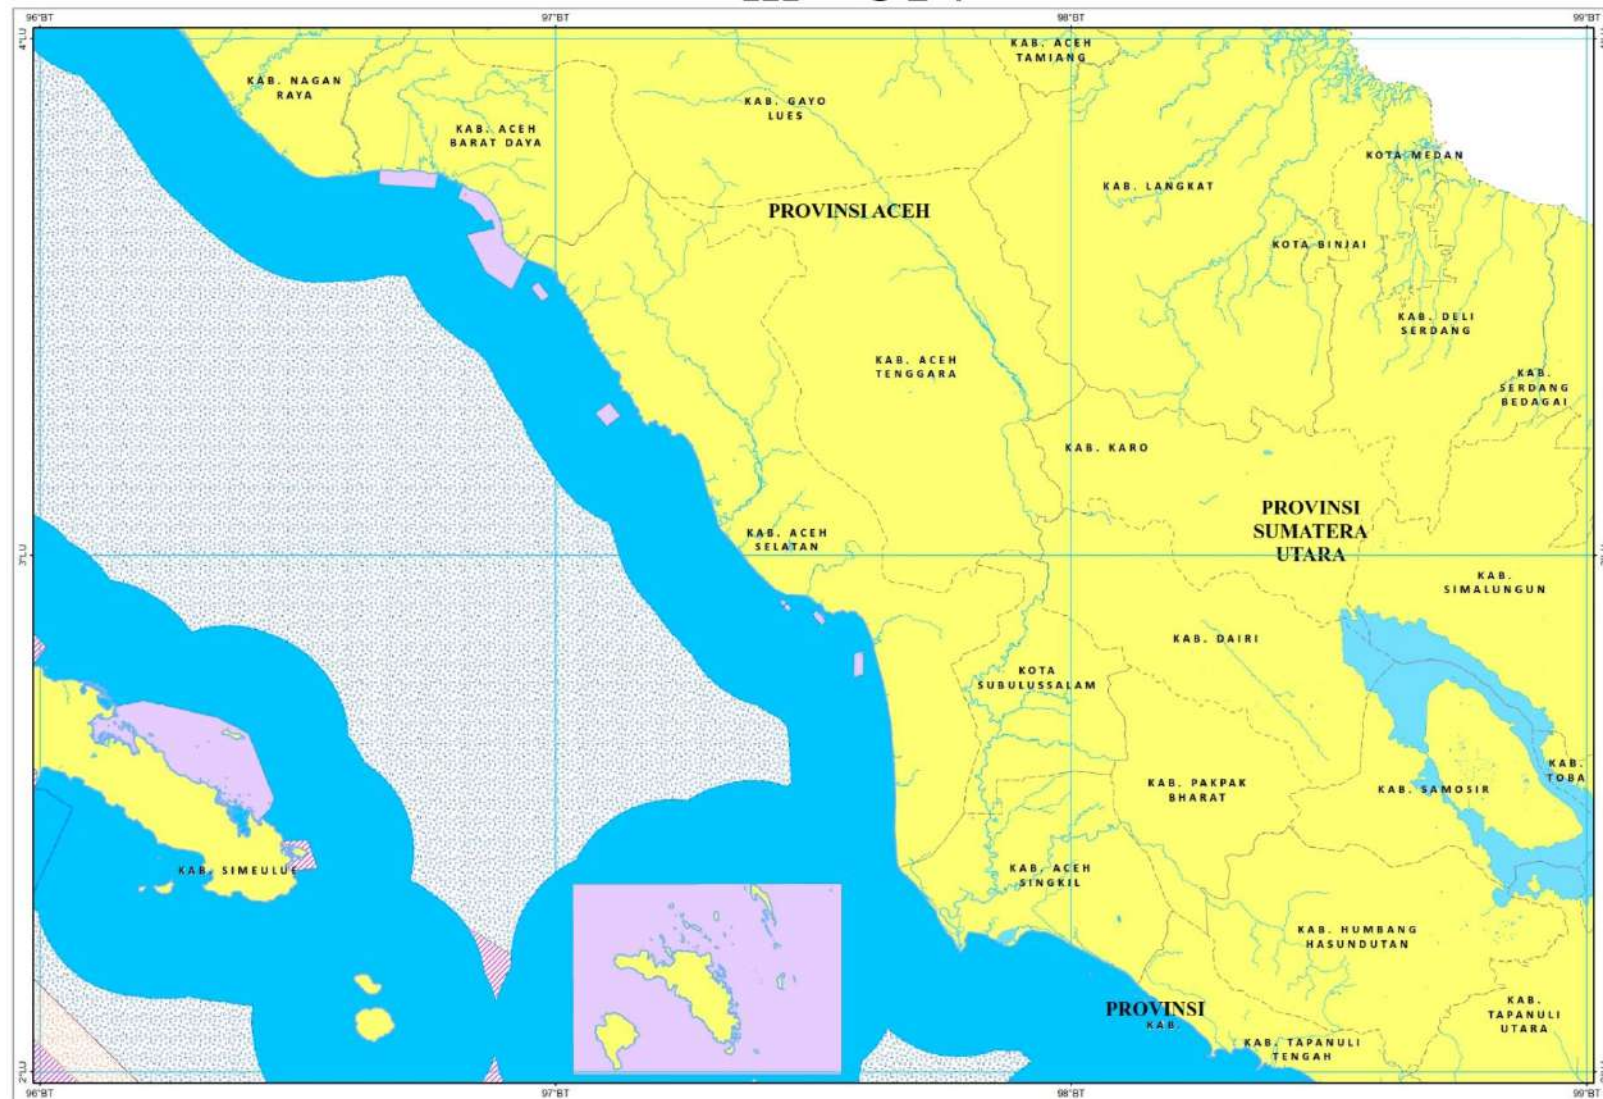 96°BT
97°BT
98°BT
99°BT
4°LU
KAB. NAGAN
RAYA
KAB. ACEH
BARAT DAYA
KAB. GAYO
LUES
KAB. ACEH
TAMIANG
KOTA MEDAN
KAB. LANGKAT
PROVINSI ACEH
KOTA BINJAI
KAB. DELI
SERDANG
KAB. ACEH
TENGGARA
KAB.
SERDANG
BEDAGAI
KAB. KARO
PROVINSI
SUMATERA
UTARA
KAB. ACEH
SELATAN
3°LU
KAB.
SIMALUNGUN
KAB. DAIRI
KOTA
SUBULUSSALAM
KAB.
TOBA
KAB. PAKPAK
BHARAT
KAB. SAMOSIR
KAB. SIMEULUE
KAB. ACEH
SINGKIL
KAB. HUMBANG
HASUNDUTAN
PROVINSI
KAB.
KAB.
TAPANULI
UTARA
KAB. TAPANULI
TENGAH
2°LU
96°BT
97°BT
98°BT
99°BT